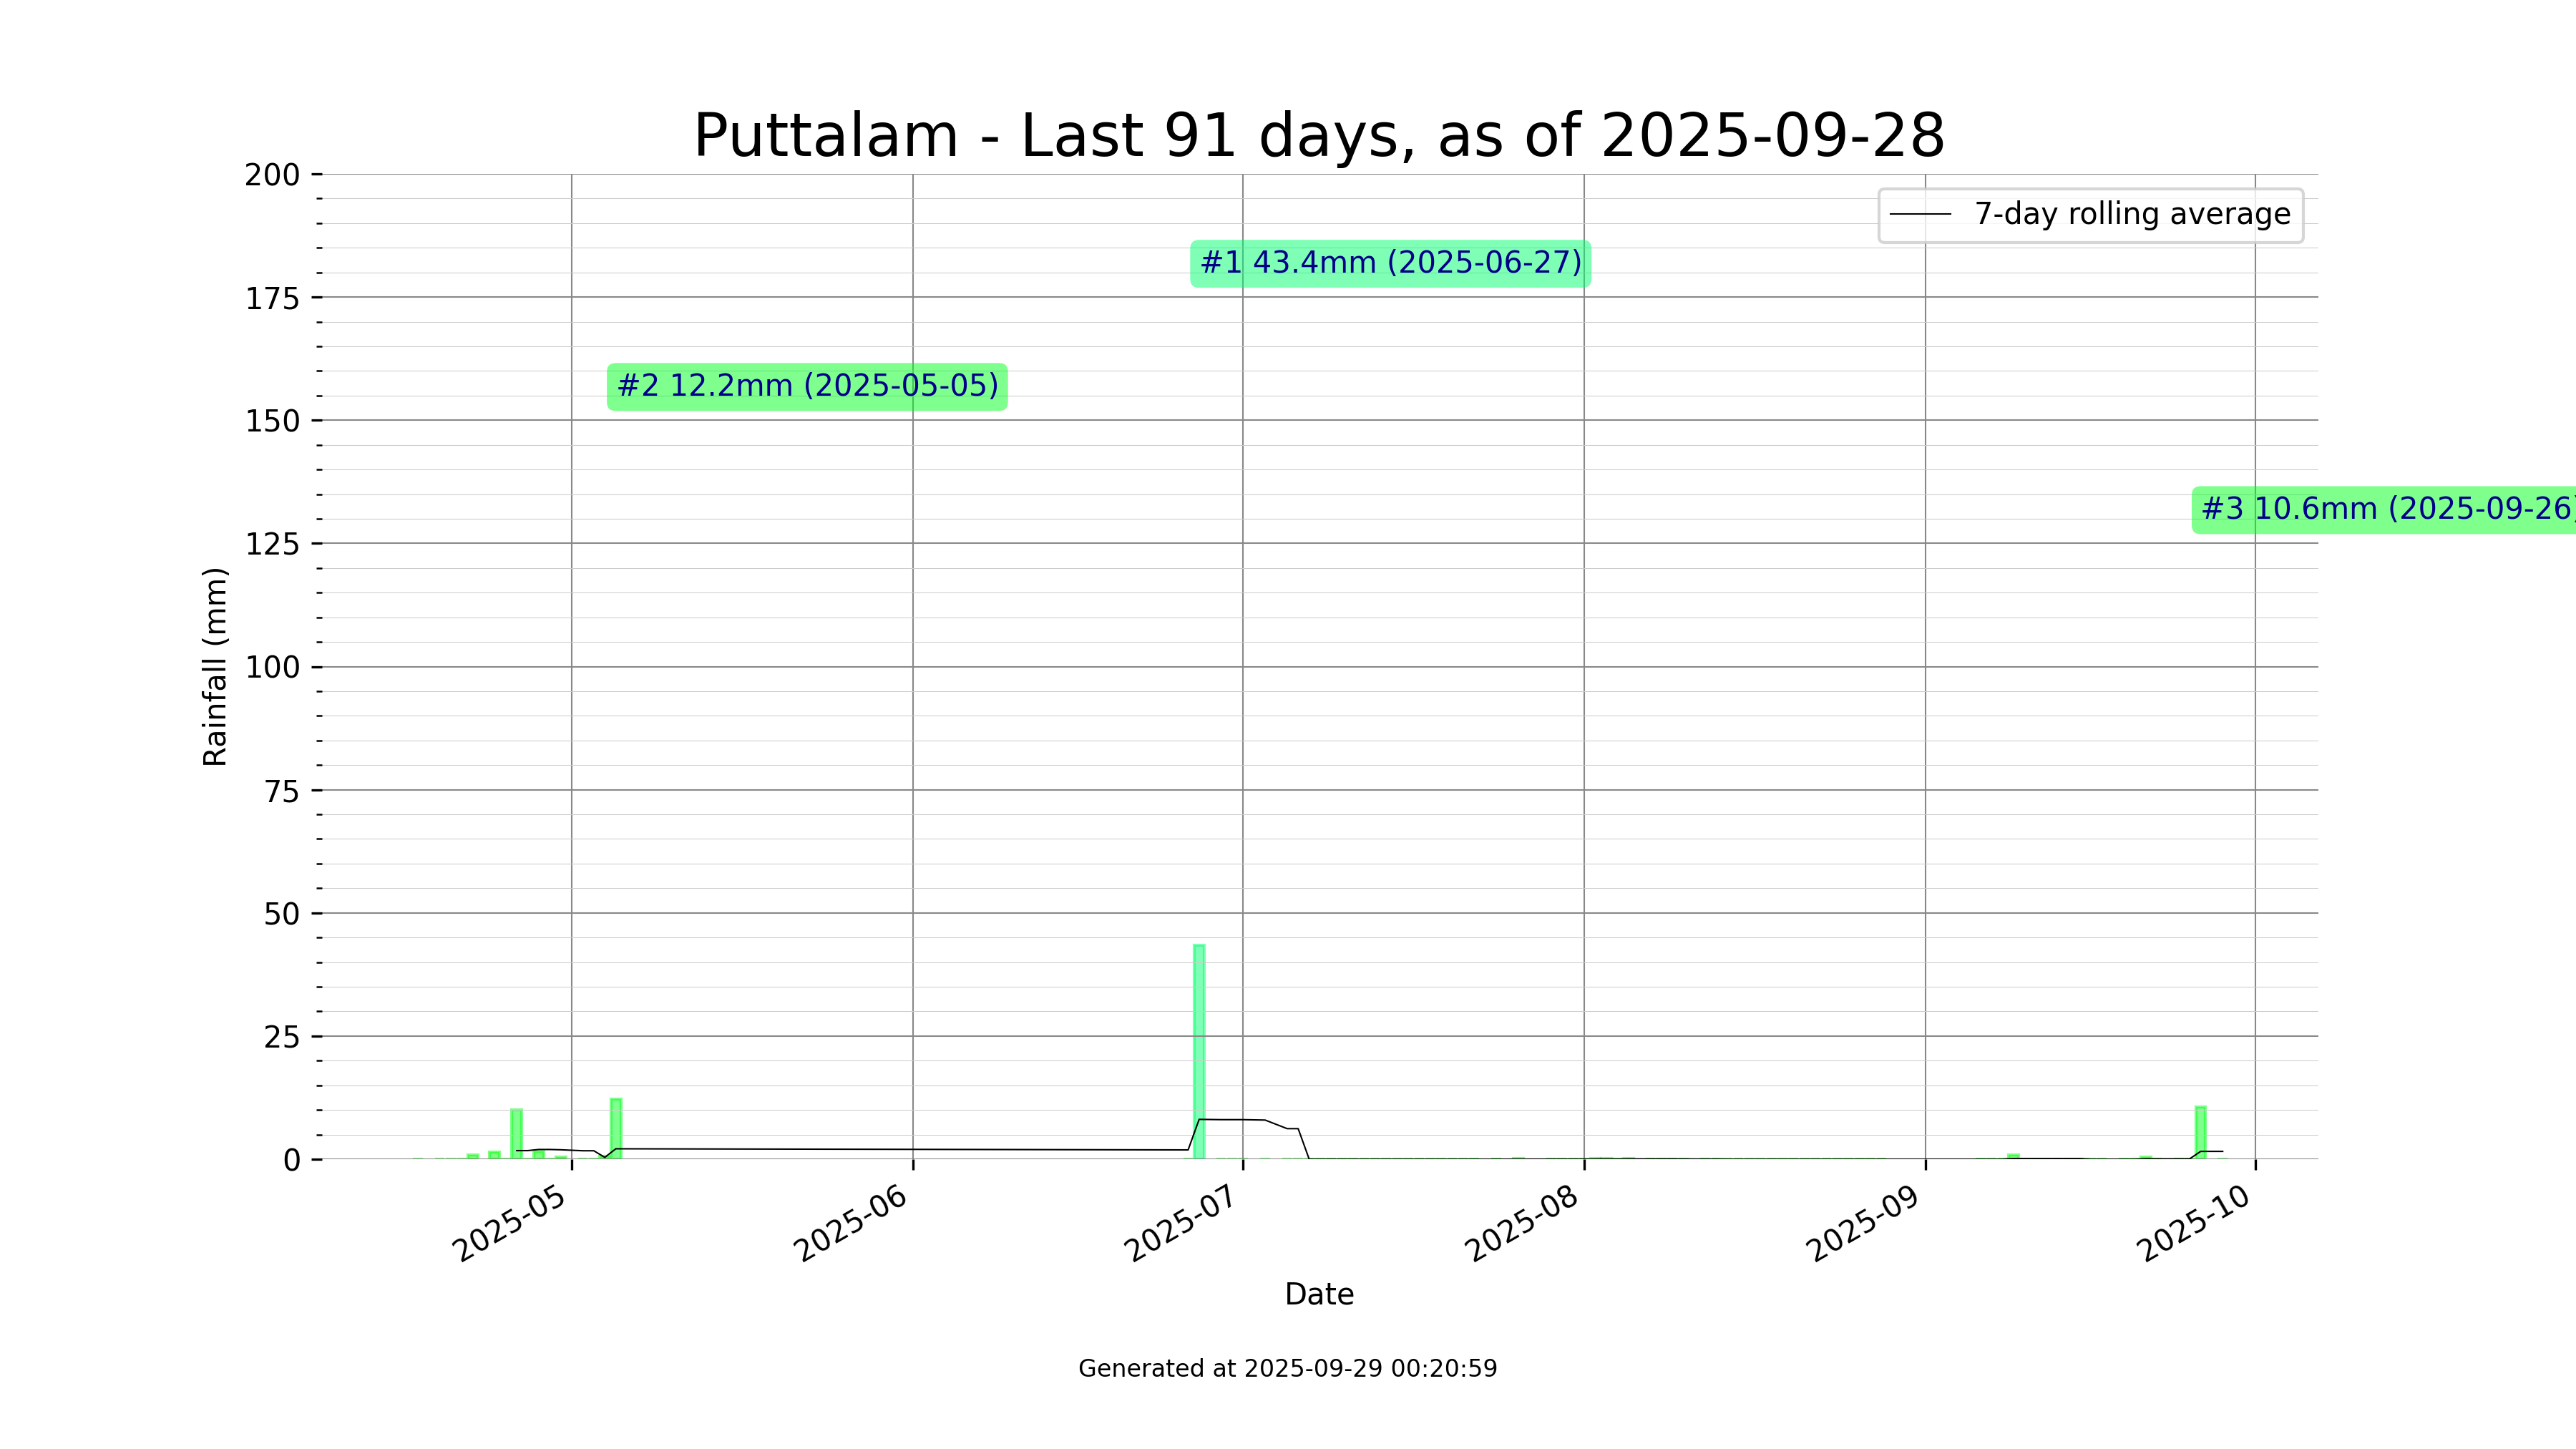 Puttalam - Last 91 days, as of 2025-09-28
200
175
150
125
100
75
50
25
0
Rainfall (mm)
7-day rolling average
#1 43.4mm (2025-06-27)
#2 12.2mm (2025-05-05)
#3 10.6mm (2025-09-26)
2025-05
2025-06
2025-07
2025-08
2025-09
2025-10
Date
Generated at 2025-09-29 00:20:59